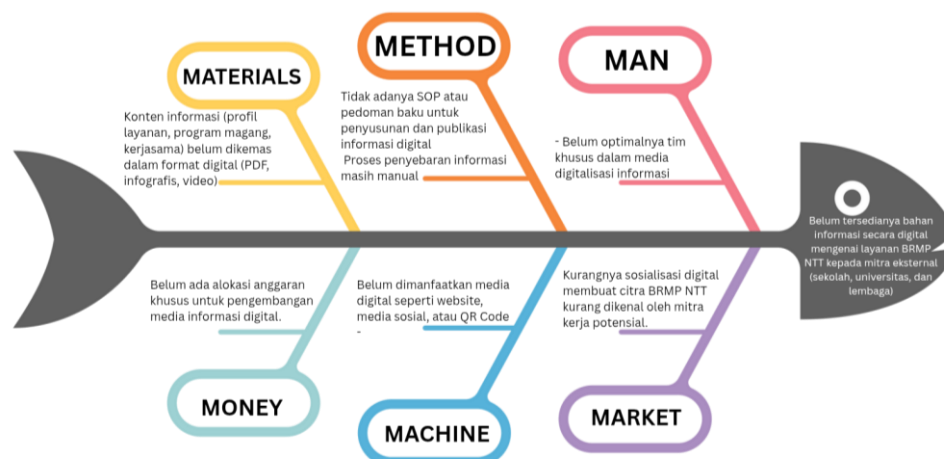 MATERIALS
Konten informasi (profil
layanan, program magang,
kerjasama) belum dikemas
dalam format digital (PDF,
infografis, video)
METHOD
Tidak adanya SOP atau
pedoman baku untuk
penyusunan dan publikasi
informasi digital
Proses penyebaran informasi
masih manual
MAN
- Belum optimalnya tim
khusus dalam media
digitalisasi informasi
Belum tersedianya bahan
informasi secara digital
mengenai layanan BRMP
NTT kepada mitra eksternal
(sekolah, universitas, dan
lembaga)
Belum ada alokasi anggaran
khusus untuk pengembangan
media informasi digital.
MONEY
Belum dimanfaatkan media
digital seperti website,
media sosial, atau QR Code
-
MACHINE
Kurangnya sosialisasi digital
membuat citra BRMP NTT
kurang dikenal oleh mitra
kerja potensial.
MARKET